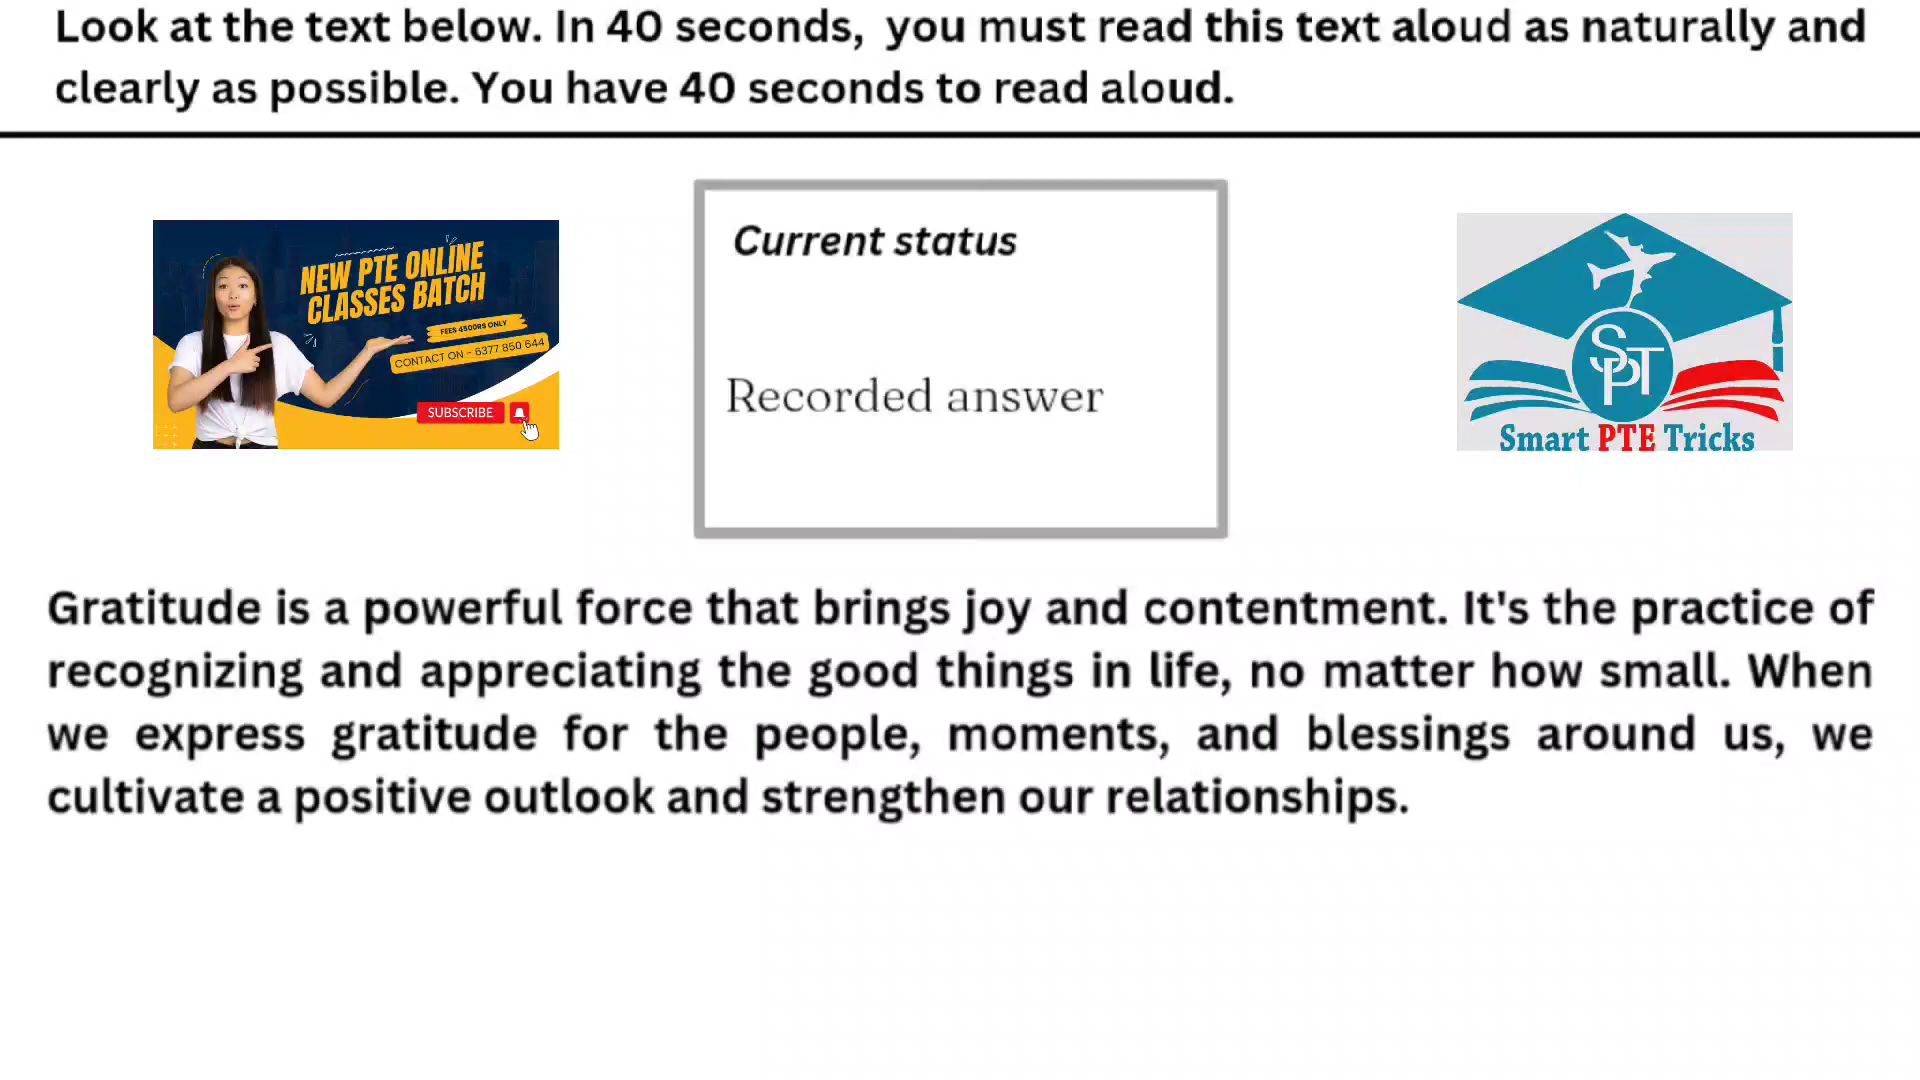 Look at the text below. In 40 seconds, you must read this text aloud as naturally and
clearly as possible. You have 40 seconds to read aloud.
NEW PTE ONLINE
CLASSES BATCH
FEES 4500RS ONLY
CONTACT ON - 6377 850 644
SUBSCRIBE
Current status
Recorded answer
SPT
Smart PTE Tricks
Gratitude is a powerful force that brings joy and contentment. It's the practice of
recognizing and appreciating the good things in life, no matter how small. When
we express gratitude for the people, moments, and blessings around us, we
cultivate a positive outlook and strengthen our relationships.